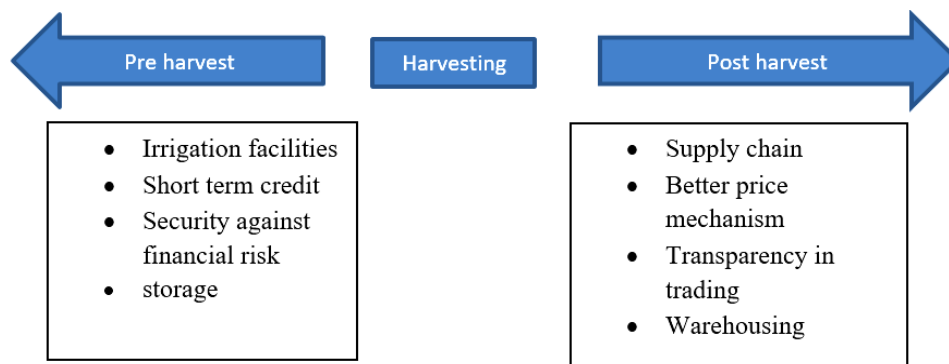 Pre harvest
Harvesting
Post harvest
• Irrigation facilities
• Short term credit
• Security against
financial risk
• storage
• Supply chain
• Better price
mechanism
• Transparency in
trading
• Warehousing